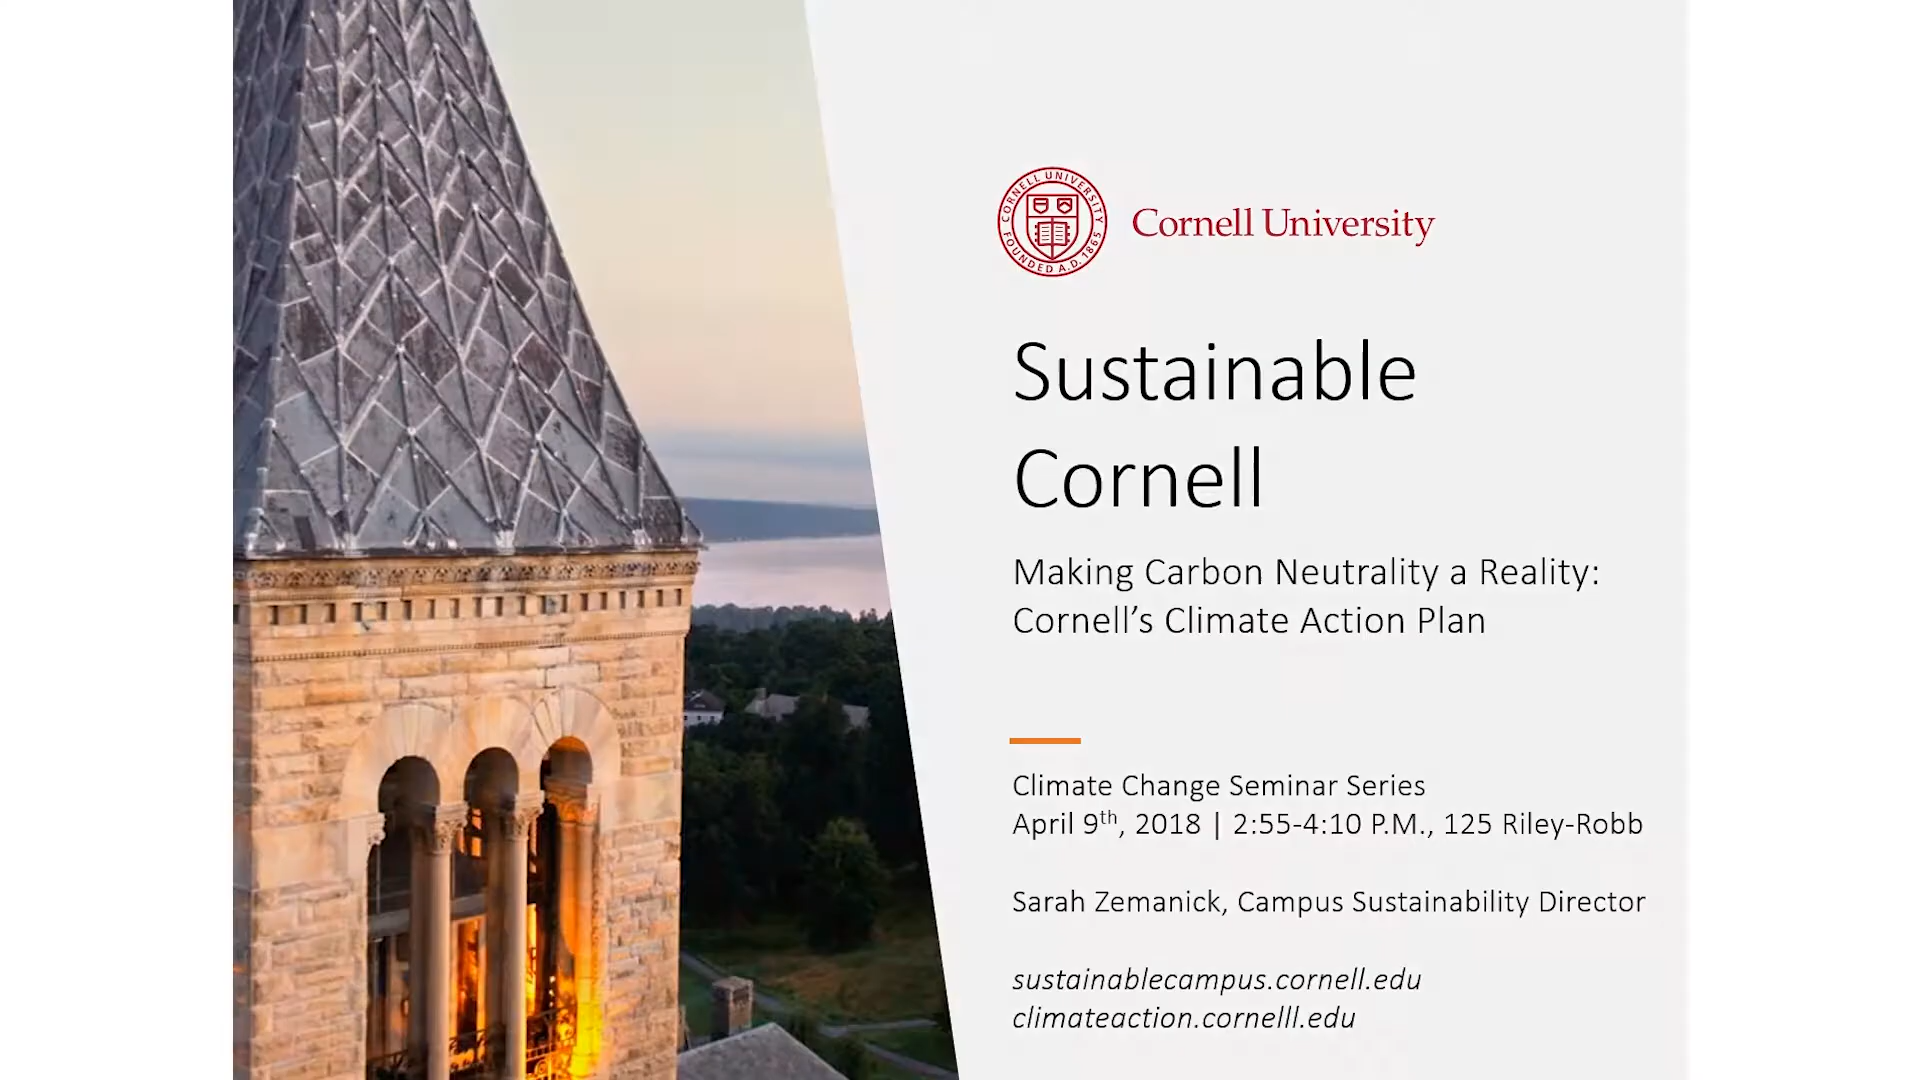 CORNELL UNIVERSITY
FOUNDED A.D. 1865
Cornell University
Sustainable
Cornell
Making Carbon Neutrality a Reality:
Cornell’s Climate Action Plan
Climate Change Seminar Series
April 9th, 2018 | 2:55-4:10 P.M., 125 Riley-Robb
Sarah Zemanick, Campus Sustainability Director
sustainablecampus.cornell.edu
climateaction.cornelll.edu